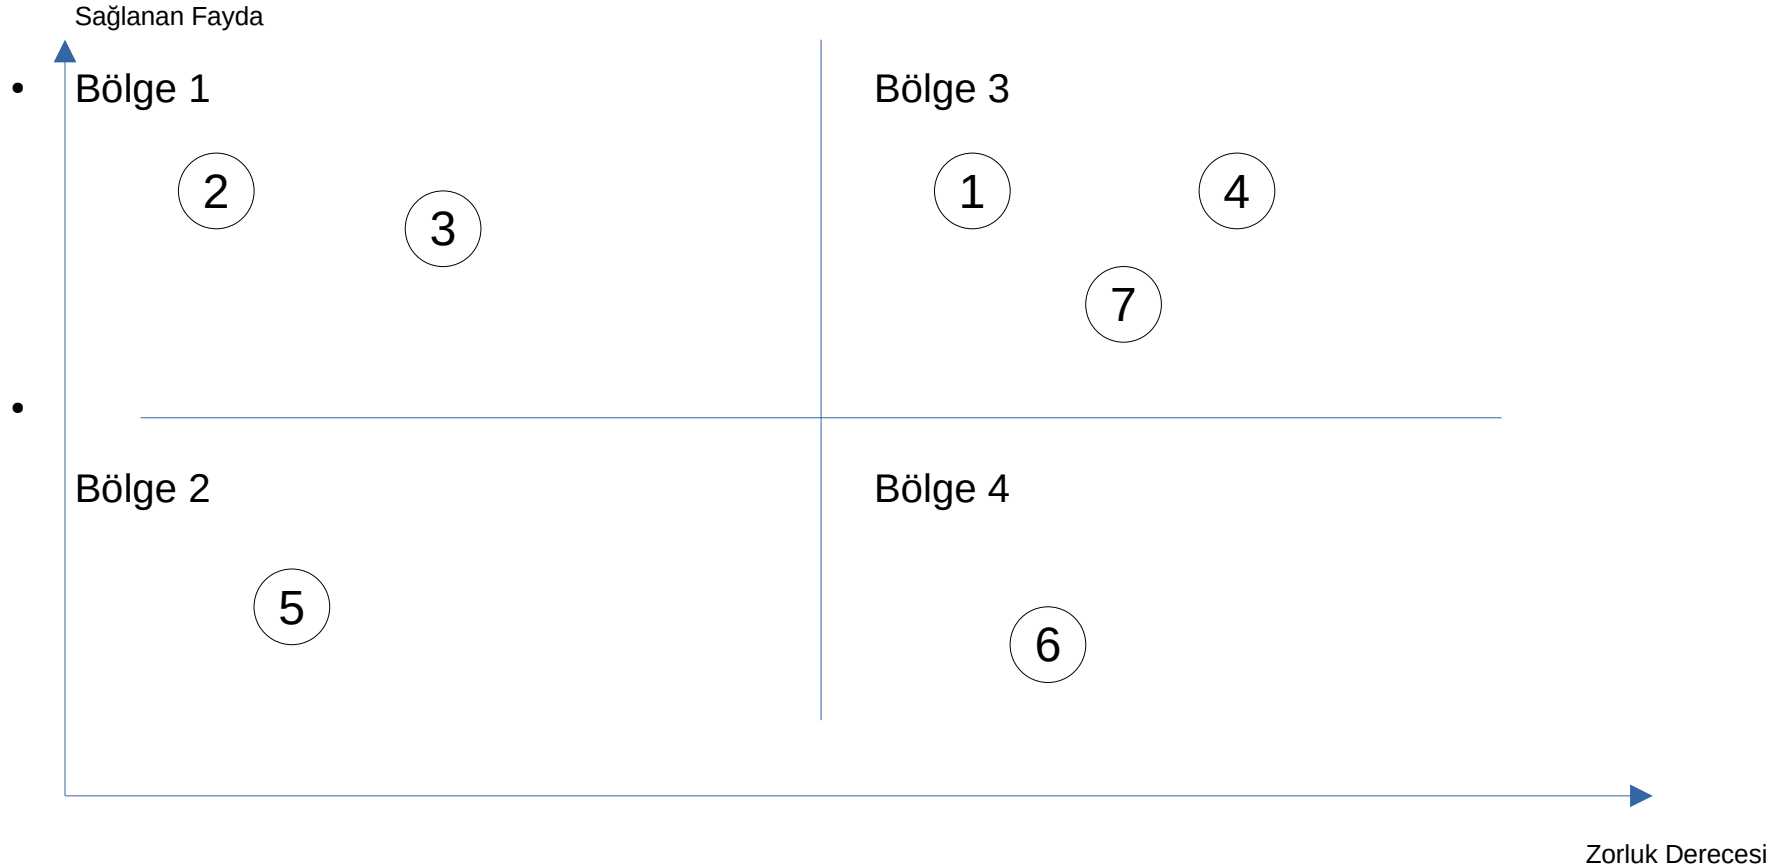 Sağlanan Fayda
• Bölge 1
Bölge 3
2
3
1
4
7
•
Bölge 2
Bölge 4
5
6
Zorluk Derecesi